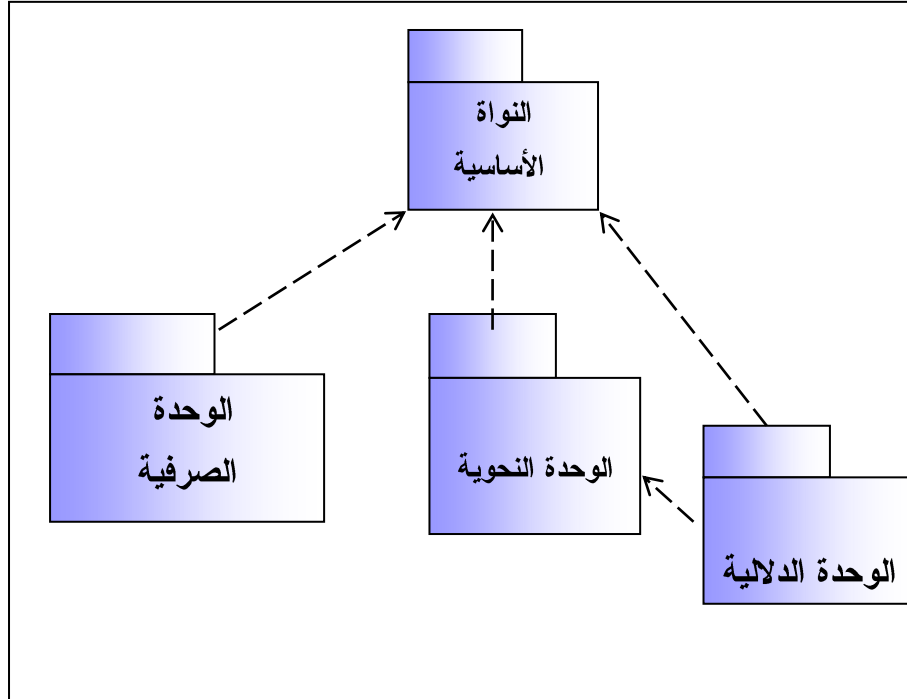 النواة
الأساسية
الوحدة
الصرفية
الوحدة النحوية
الوحدة الدلالية